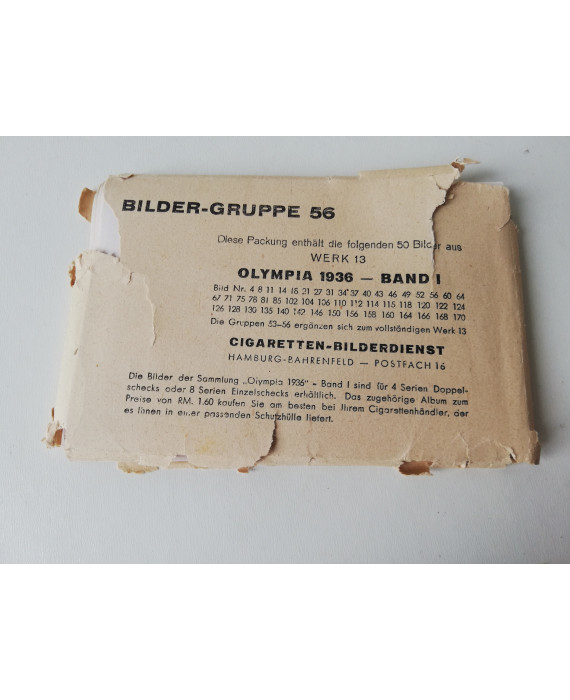 BILDER-GRUPPE 56
Diese Packung enthält die folgenden 50 Bilder aus
WERK 13
OLYMPIA 1936 — BAND I
Bild Nr. 4 8 11 14 16 21 27 31 34 37 40 43 46 49 52 56 60 64
67 71 75 78 81 85 102 104 106 110 112 114 115 118 120 122 124
126 128 130 135 140 142 146 150 156 158 160 164 166 168 170
Die Gruppen 53–56 ergänzen sich zum vollständigen Werk 13
CIGARETTEN-BILDERDIENST
HAMBURG-BAHRENFELD — POSTFACH 16
Die Bilder der Sammlung „Olympia 1936" - Band I sind für 4 Serien Doppel-
schecks oder 8 Serien Einzelschecks erhältlich. Das zugehörige Album zum
Preise von RM. 1.60 kaufen Sie am besten bei Ihrem Cigarettenhändler, der
es Ihnen in einer passenden Schutzhülle liefert.